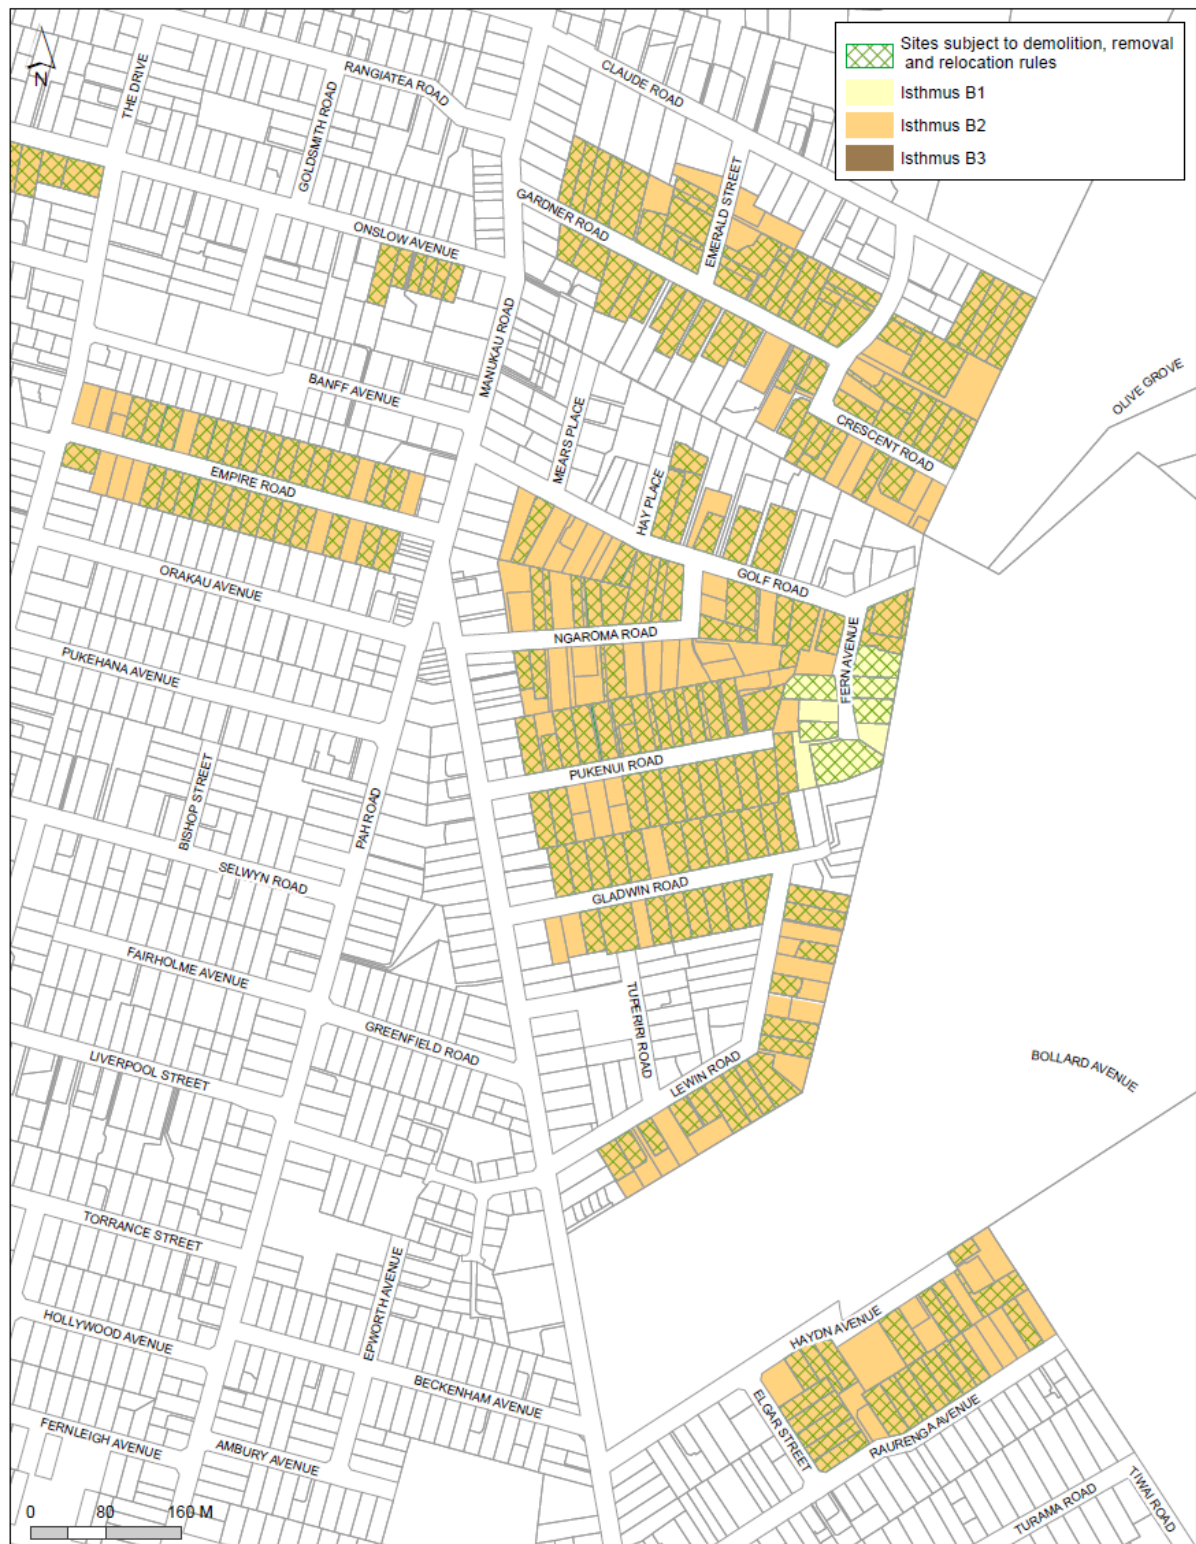 Sites subject to demolition, removal
and relocation rules
Isthmus B1
Isthmus B2
Isthmus B3
N
THE DRIVE
RANGIATEA ROAD
GOLDSMITH ROAD
CLAUDE ROAD
GARDNER ROAD
EMERALD STREET
ONSLOW AVENUE
MANUKAU ROAD
BANFF AVENUE
OLIVE GROVE
MEARS PLACE
CRESCENT ROAD
EMPIRE ROAD
HAY PLACE
ORAKAU AVENUE
GOLF ROAD
NGAROMA ROAD
FERN AVENUE
PUKEHANA AVENUE
PUKENUI ROAD
BISHOP STREET
PAH ROAD
SELWYN ROAD
GLADWIN ROAD
FAIRHOLME AVENUE
TUPERIRI ROAD
GREENFIELD ROAD
LIVERPOOL STREET
LEWIN ROAD
BOLLARD AVENUE
TORRANCE STREET
EPWORTH AVENUE
HOLLYWOOD AVENUE
HAYDN AVENUE
BECKENHAM AVENUE
ELGAR STREET
RAURENGA AVENUE
FERNLEIGH AVENUE
AMBURY AVENUE
TURAMA ROAD
TIWAI ROAD
0 80 160 M